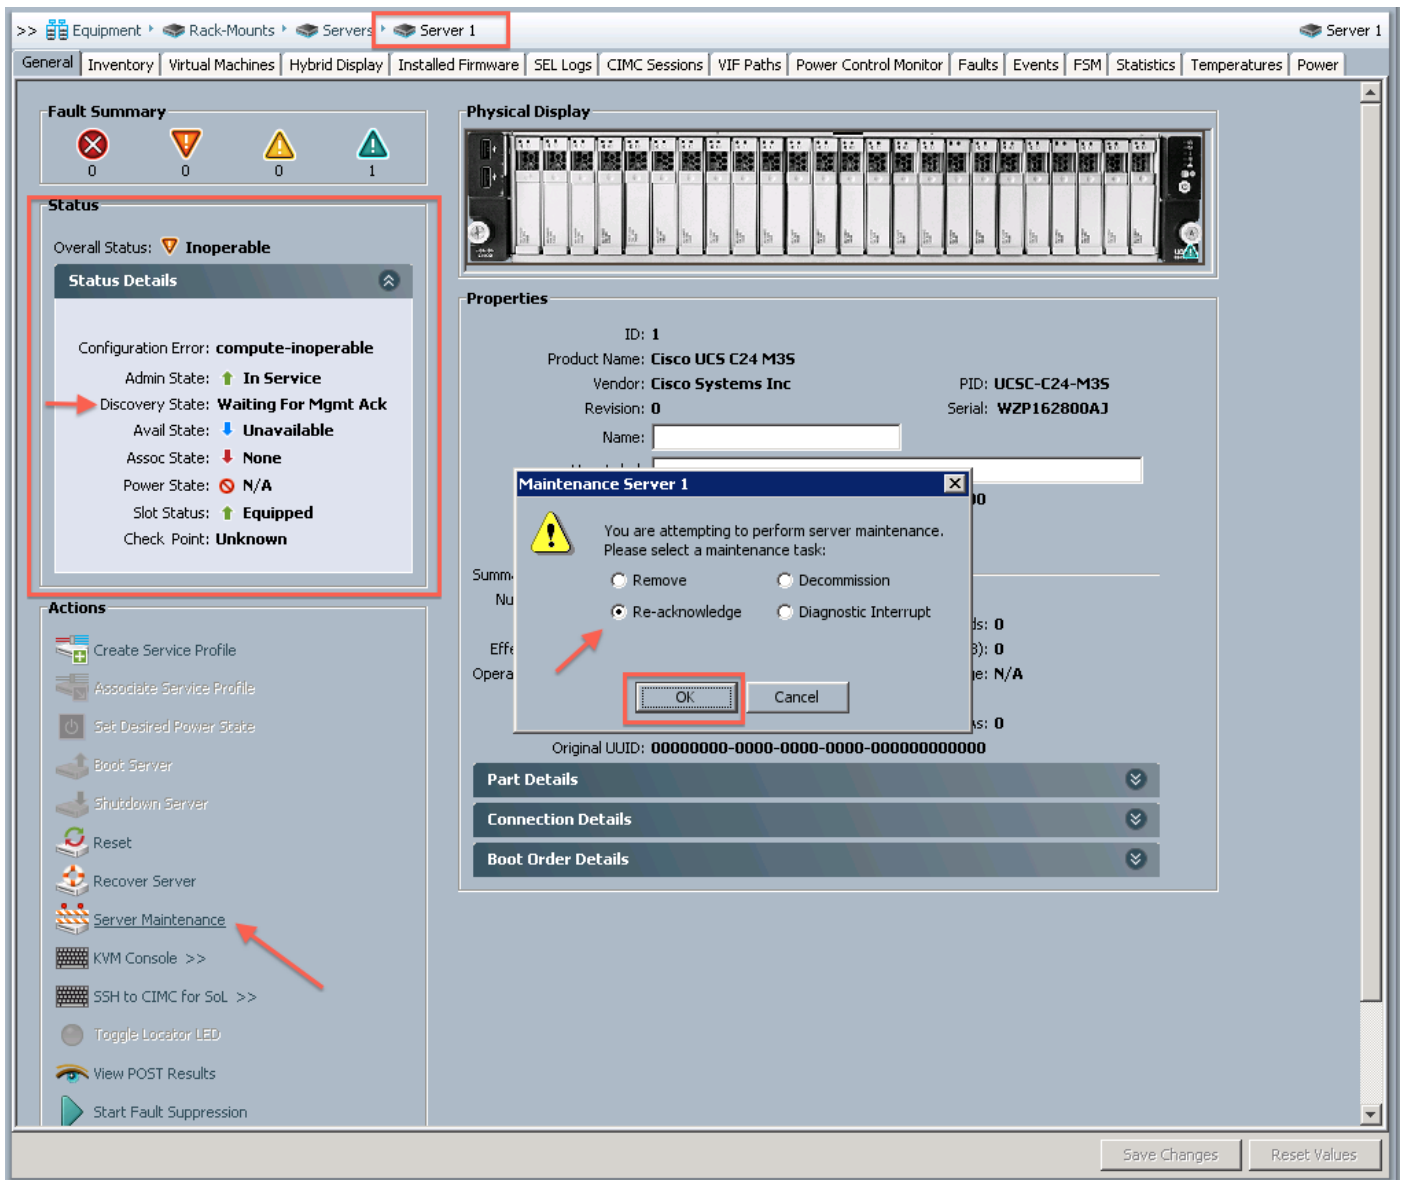 >> Equipment Rack-Mounts Servers Server 1 Server 1
General Inventory Virtual Machines Hybrid Display Installed Firmware SEL Logs CIMC Sessions VIF Paths Power Control Monitor Faults Events FSM Statistics Temperatures Power
Fault Summary
0 0 0 1
Status
Overall Status: Inoperable
Status Details
Configuration Error: compute-inoperable
Admin State: In Service
Discovery State: Waiting For Mgmt Ack
Avail State: Unavailable
Assoc State: None
Power State: N/A
Slot Status: Equipped
Check Point: Unknown
Actions
Create Service Profile
Associate Service Profile
Set Desired Power State
Boot Server
Shutdown Server
Reset
Recover Server
Server Maintenance
KVM Console >>
SSH to CIMC for SoL >>
Toggle Locator LED
View POST Results
Start Fault Suppression
Physical Display
Properties
ID: 1
Product Name: Cisco UCS C24 M3S
Vendor: Cisco Systems Inc PID: UCSC-C24-M3S
Revision: 0 Serial: WZP162800AJ
Name:
Maintenance Server 1
You are attempting to perform server maintenance.
Please select a maintenance task:
Remove Decommission
Re-acknowledge Diagnostic Interrupt
OK Cancel
Summ
Nu
ds: 0
Effe
B): 0
Opera
ge: N/A
s: 0
Original UUID: 00000000-0000-0000-0000-000000000000
Part Details
Connection Details
Boot Order Details
Save Changes Reset Values